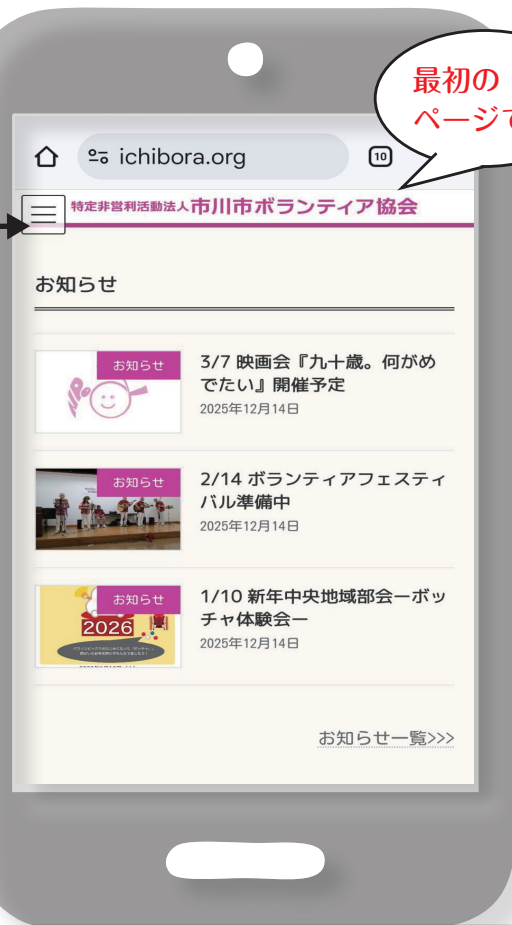 最初の
ページで
ichibora.org
10
特定非営利活動法人市川市ボランティア協会
お知らせ
お知らせ
3/7 映画会『九十歳。何がめ
でたい』開催予定
2025年12月14日
お知らせ
2/14 ボランティアフェスティ
バル準備中
2025年12月14日
お知らせ
2026
1/10 新年中央地域部会ーボッ
チャ体験会ー
2025年12月14日
お知らせ一覧>>>